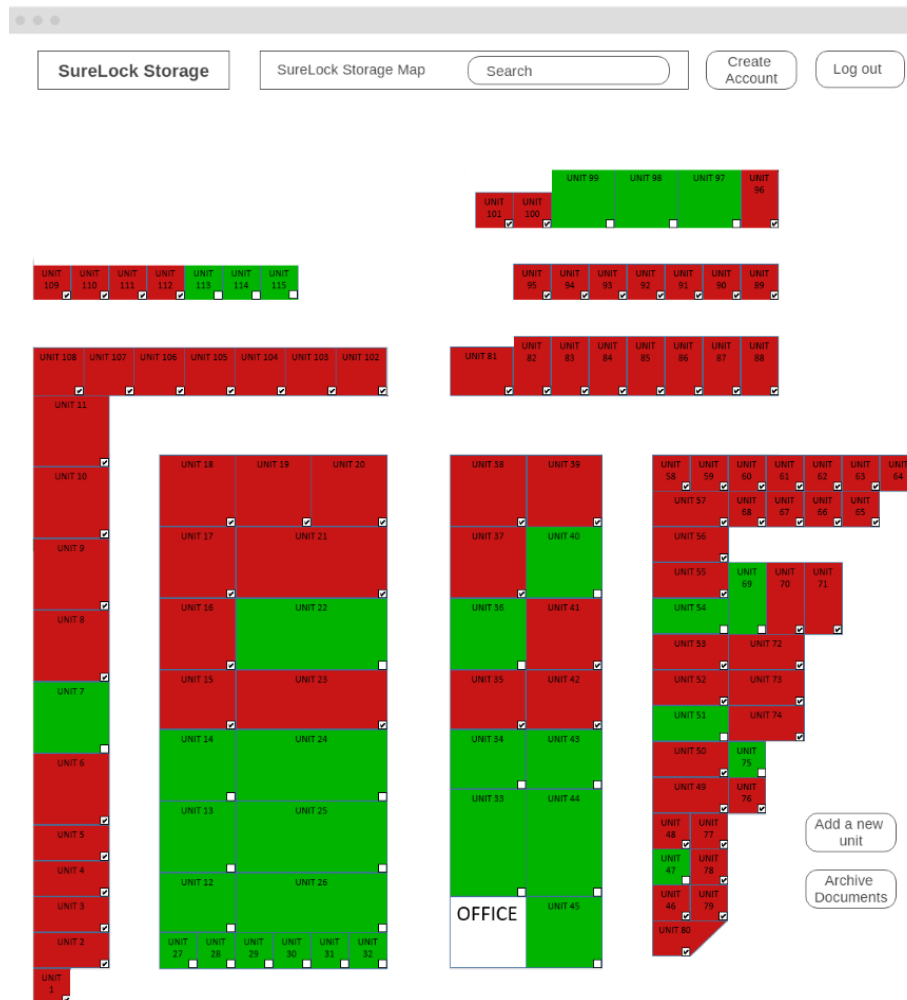 SureLock Storage
SureLock Storage Map
Search
Create
Account
Log out
UNIT 99
UNIT 98
UNIT 97
UNIT
96
UNIT
101
UNIT
100
UNIT
109
UNIT
110
UNIT
111
UNIT
112
UNIT
113
UNIT
114
UNIT
115
UNIT
95
UNIT
94
UNIT
93
UNIT
92
UNIT
91
UNIT
90
UNIT
89
UNIT 108
UNIT 107
UNIT 106
UNIT 105
UNIT 104
UNIT 103
UNIT 102
UNIT 81
UNIT
82
UNIT
83
UNIT
84
UNIT
85
UNIT
86
UNIT
87
UNIT
88
UNIT 11
UNIT 10
UNIT 9
UNIT 8
UNIT 7
UNIT 6
UNIT 5
UNIT 4
UNIT 3
UNIT 2
UNIT
1
UNIT 18
UNIT 19
UNIT 20
UNIT 17
UNIT 21
UNIT 16
UNIT 22
UNIT 15
UNIT 23
UNIT 14
UNIT 24
UNIT 13
UNIT 25
UNIT 12
UNIT 26
UNIT
27
UNIT
28
UNIT
29
UNIT
30
UNIT
31
UNIT
32
UNIT 38
UNIT 39
UNIT 37
UNIT 40
UNIT 36
UNIT 41
UNIT 35
UNIT 42
UNIT 34
UNIT 43
UNIT 33
UNIT 44
OFFICE
UNIT 45
UNIT
58
UNIT
59
UNIT
60
UNIT
61
UNIT
62
UNIT
63
UNIT
64
UNIT 57
UNIT
68
UNIT
67
UNIT
66
UNIT
65
UNIT 56
UNIT 55
UNIT
69
UNIT
70
UNIT
71
UNIT 54
UNIT 53
UNIT 72
UNIT 52
UNIT 73
UNIT 51
UNIT 74
UNIT 50
UNIT
75
UNIT 49
UNIT
76
UNIT
48
UNIT
77
UNIT
47
UNIT
78
UNIT
46
UNIT
79
UNIT 80
Add a new
unit
Archive
Documents